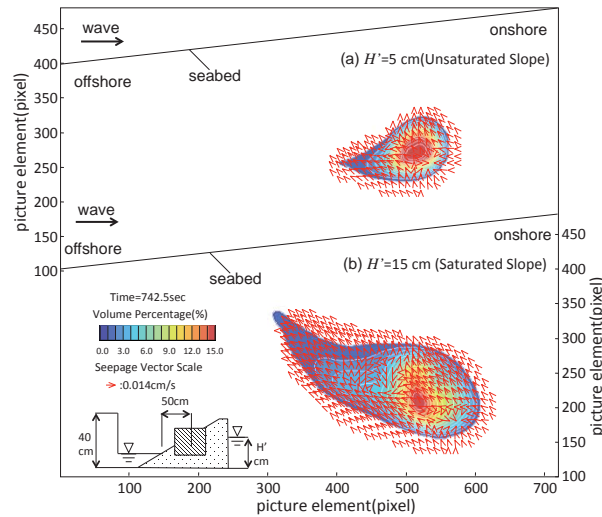 450
400
350
300
250
200
150
100
picture element(pixel)
wave
offshore
seabed
onshore
(a) H'=5 cm(Unsaturated Slope)
wave
offshore
seabed
onshore
(b) H'=15 cm (Saturated Slope)
450
400
350
300
250
200
150
100
picture element(pixel)
Time=742.5sec
Volume Percentage(%)
0.0 3.0 6.0 9.0 12.0 15.0
Seepage Vector Scale
:0.014cm/s
50cm
40
cm
H'
cm
100 200 300 400 500 600 700
picture element(pixel)